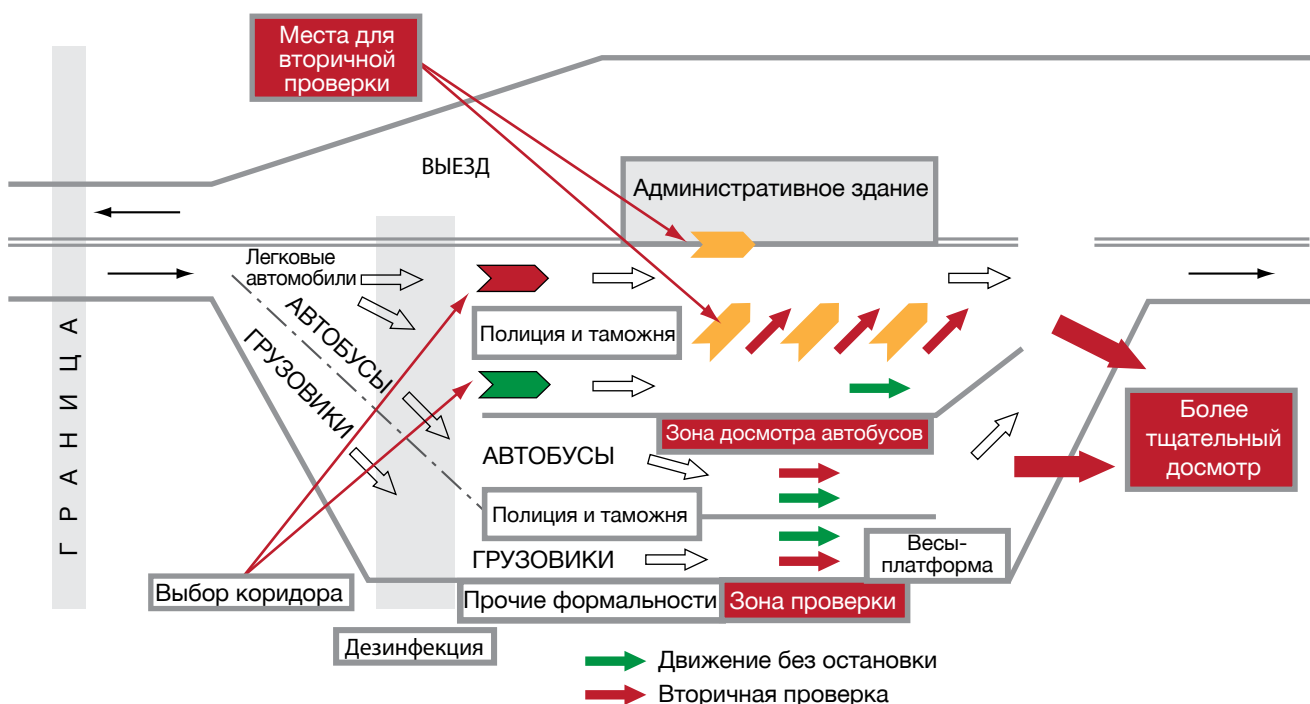 Места для
вторичной
проверки
ВЫЕЗД
Административное здание
Легковые
автомобили
АВТОБУСЫ
ГРУЗОВИКИ
ГРАНИЦА
Полиция и таможня
Зона досмотра автобусов
Более
тщательный
досмотр
АВТОБУСЫ
Полиция и таможня
ГРУЗОВИКИ
Весы-
платформа
Выбор коридора
Прочие формальности
Зона проверки
Дезинфекция
Движение без остановки
Вторичная проверка